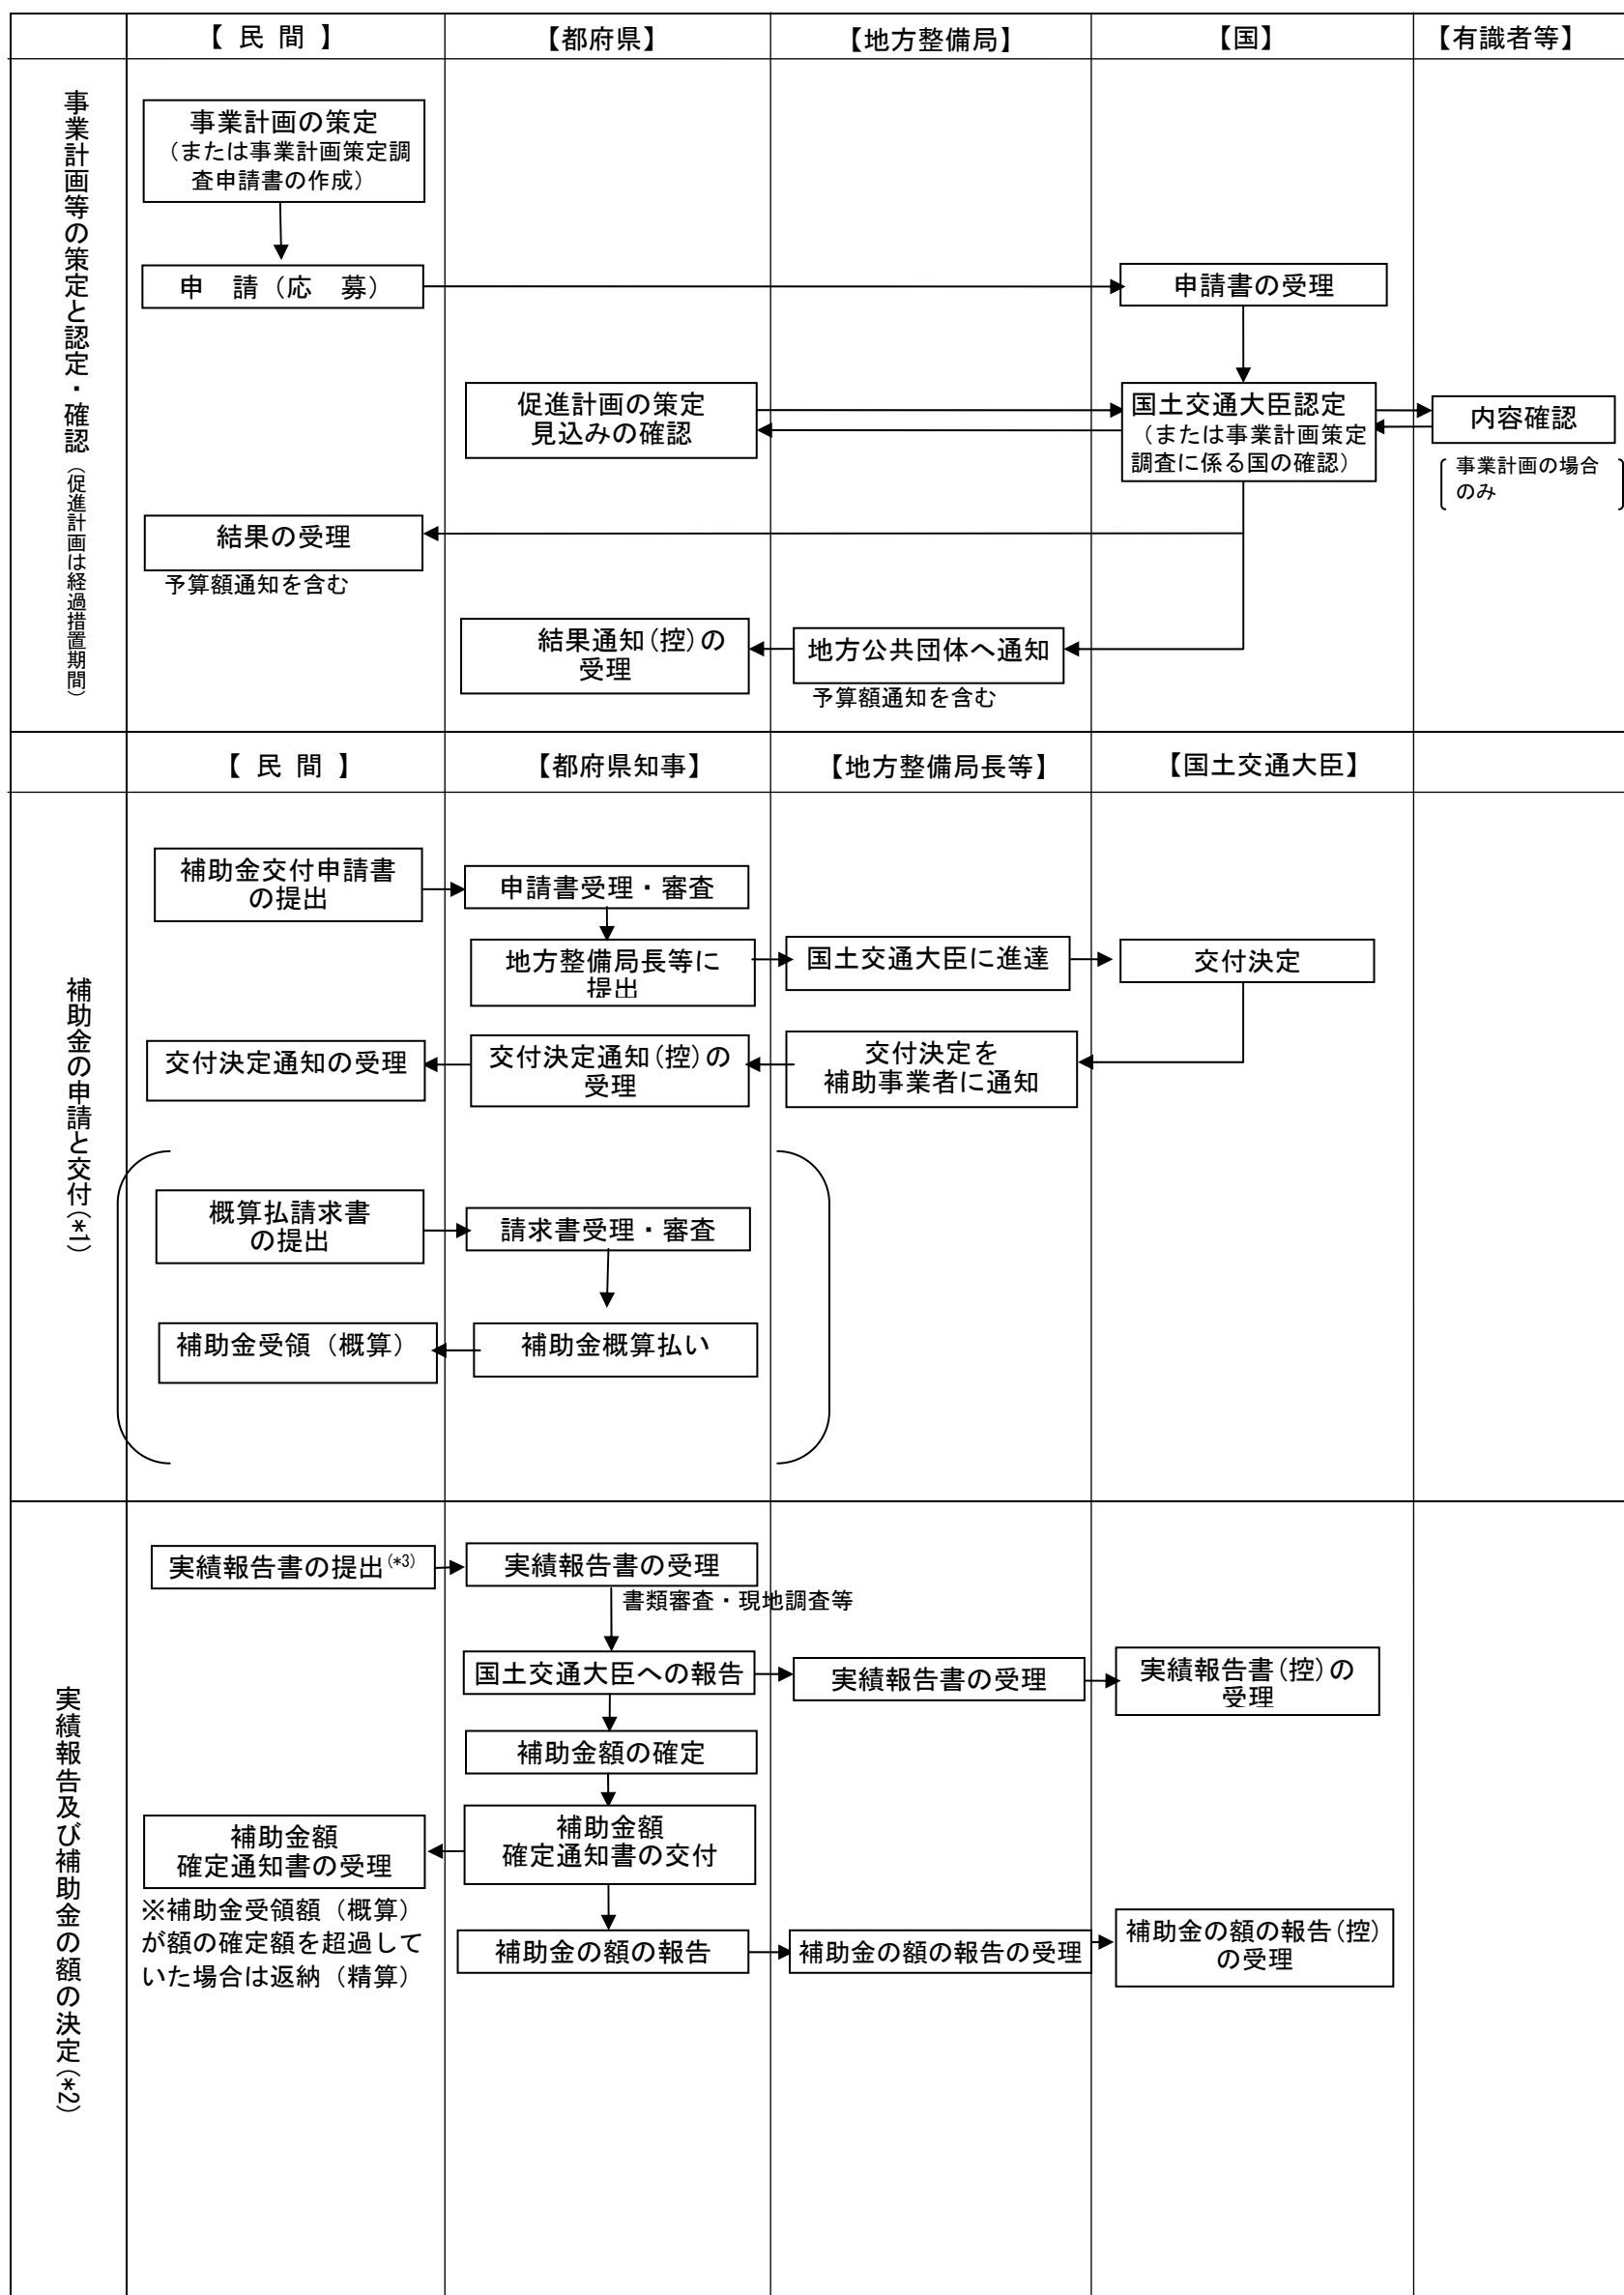 【 民 間 】
【都府県】
【地方整備局】
【国】
【有識者等】
事業計画等の策定と認定・確認（促進計画は経過措置期間）
事業計画の策定
（または事業計画策定調
査申請書の作成）
申　請（応　募）
申請書の受理
促進計画の策定
見込みの確認
国土交通大臣認定
（または事業計画策定
調査に係る国の確認）
内容確認
事業計画の場合
のみ
結果の受理
予算額通知を含む
結果通知(控)の
受理
地方公共団体へ通知
予算額通知を含む
【 民 間 】
【都府県知事】
【地方整備局長等】
【国土交通大臣】
補助金の申請と交付(*1)
補助金交付申請書
の提出
申請書受理・審査
地方整備局長等に
提出
国土交通大臣に進達
交付決定
交付決定通知の受理
交付決定通知(控)の
受理
交付決定を
補助事業者に通知
概算払請求書
の提出
請求書受理・審査
補助金受領（概算）
補助金概算払い
実績報告及び補助金の額の決定(*2)
実績報告書の提出(*3)
実績報告書の受理
書類審査・現地調査等
国土交通大臣への報告
実績報告書の受理
実績報告書(控)の
受理
補助金額の確定
補助金額
確定通知書の受理
補助金額
確定通知書の交付
※補助金受領額（概算）
が額の確定額を超過して
いた場合は返納（精算）
補助金の額の報告
補助金の額の報告の受理
補助金の額の報告(控)
の受理